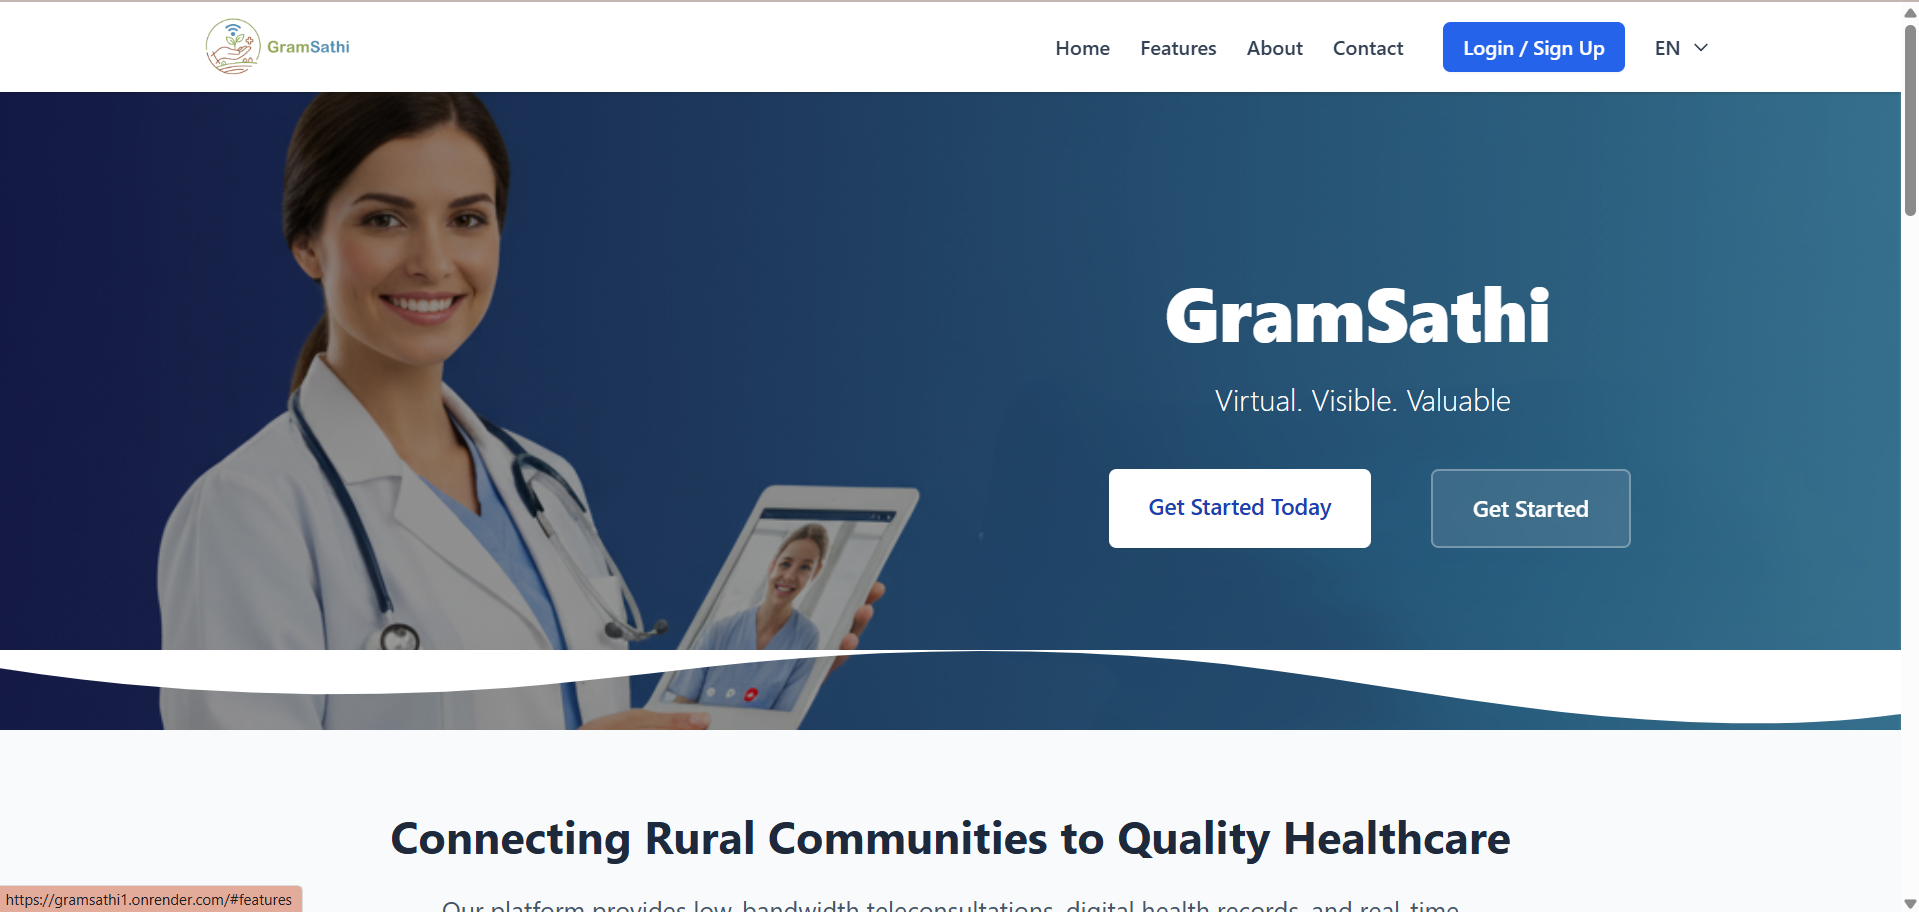 GramSathi
Home Features About Contact Login / Sign Up EN
GramSathi
Virtual. Visible. Valuable
Get Started Today Get Started
Connecting Rural Communities to Quality Healthcare
Our platform provides low-bandwidth teleconsultations, digital health records, and real-time
https://gramsathi1.onrender.com/#features